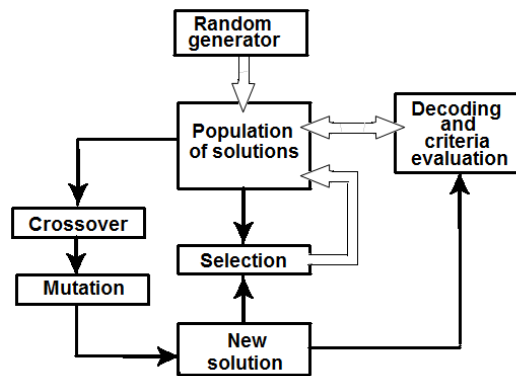 Random
generator
Population
of solutions
Decoding
and
criteria
evaluation
Crossover
Selection
Mutation
New
solution